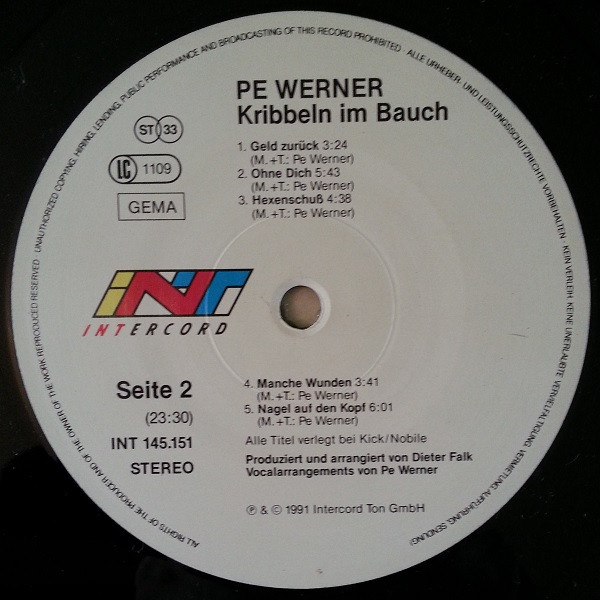 PE WERNER
Kribbeln im Bauch
1. Geld zurück 3:24
(M.+T.: Pe Werner)
2. Ohne Dich 5:43
(M.+T.: Pe Werner)
3. Hexenschuß 4:38
(M.+T.: Pe Werner)
ST 33
LC 1109
GEMA
INT
INTERCORD
Seite 2
(23:30)
INT 145.151
STEREO
4. Manche Wunden 3:41
(M.+T.: Pe Werner)
5. Nagel auf den Kopf 6:01
(M.+T.: Pe Werner)
Alle Titel verlegt bei Kick/Nobile
Produziert und arrangiert von Dieter Falk
Vocalarrangements von Pe Werner
℗ & © 1991 Intercord Ton GmbH
ALL RIGHTS OF THE PRODUCER AND OF THE OWNER OF THE WORK REPRODUCED RESERVED · UNAUTHORIZED COPYING, HIRING, LENDING, PUBLIC PERFORMANCE AND BROADCASTING OF THIS RECORD PROHIBITED · ALLE URHEBER- UND LEISTUNGSSCHUTZRECHTE VORBEHALTEN · KEIN VERLEIH, KEINE UNERLAUBTE VERVIELFÄLTIGUNG, VERMIETUNG, AUFFÜHRUNG, SENDUNG!